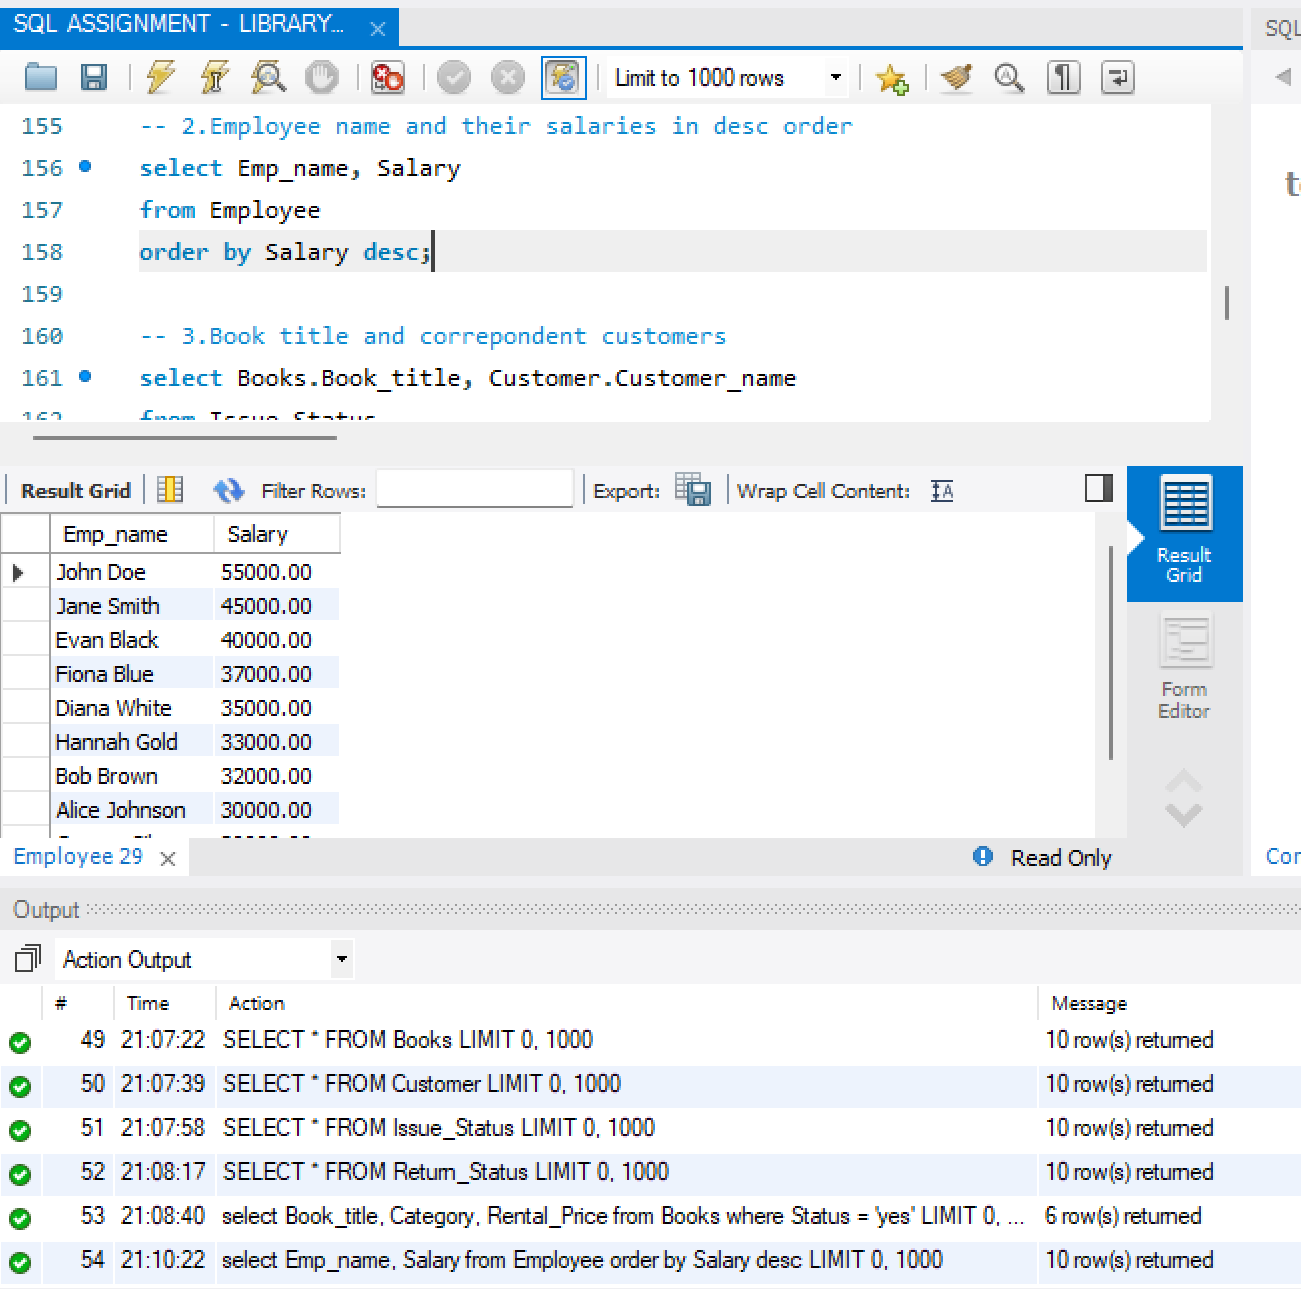 SQL ASSIGNMENT - LIBRARY...
SQL
Limit to 1000 rows
155 -- 2.Employee name and their salaries in desc order
156 select Emp_name, Salary
157 from Employee
158 order by Salary desc;
159
160 -- 3.Book title and correpondent customers
161 select Books.Book_title, Customer.Customer_name
162 from Issue_Status
Result Grid Filter Rows: Export: Wrap Cell Content: IA
Emp_name Salary
John Doe 55000.00
Jane Smith 45000.00
Evan Black 40000.00
Fiona Blue 37000.00
Diana White 35000.00
Hannah Gold 33000.00
Bob Brown 32000.00
Alice Johnson 30000.00
Result
Grid
Form
Editor
Employee 29 Read Only
Output
Action Output
# Time Action Message
49 21:07:22 SELECT * FROM Books LIMIT 0, 1000 10 row(s) returned
50 21:07:39 SELECT * FROM Customer LIMIT 0, 1000 10 row(s) returned
51 21:07:58 SELECT * FROM Issue_Status LIMIT 0, 1000 10 row(s) returned
52 21:08:17 SELECT * FROM Return_Status LIMIT 0, 1000 10 row(s) returned
53 21:08:40 select Book_title, Category, Rental_Price from Books where Status = 'yes' LIMIT 0, ... 6 row(s) returned
54 21:10:22 select Emp_name, Salary from Employee order by Salary desc LIMIT 0, 1000 10 row(s) returned